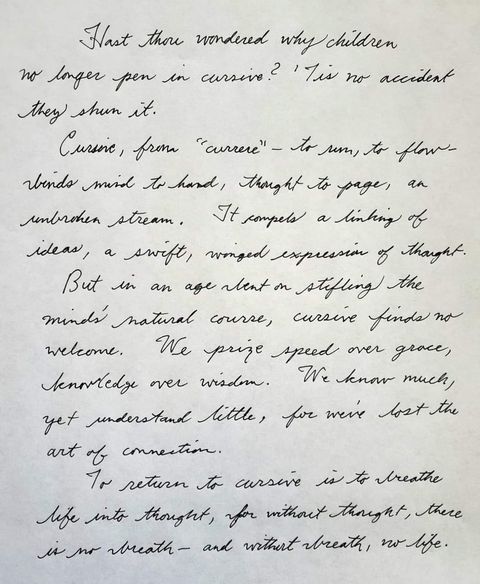 Hast thou wondered why children
no longer pen in cursive? 'Tis no accident
they shun it.
Cursive, from "currere" – to run, to flow –
binds mind to hand, thought to page, an
unbroken stream. It compels a linking of
ideas, a swift, winged expression of thought.
But in an age bent on stifling the
minds' natural course, cursive finds no
welcome. We prize speed over grace,
knowledge over wisdom. We know much,
yet understand little, for we've lost the
art of connection.
To return to cursive is to breathe
life into thought, for without thought, there
is no breath – and without breath, no life.